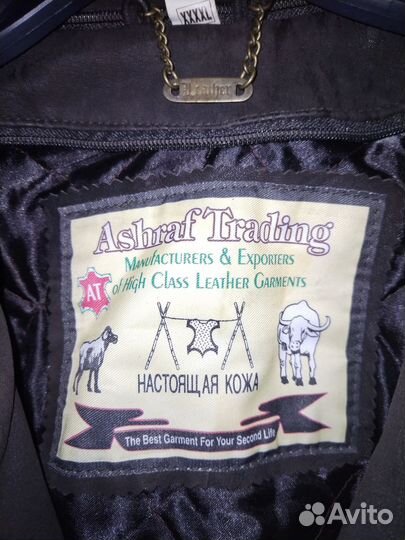 XXXXL
Leather
Ashraf Trading
Manufacturers & Exporters
AT
of High Class Leather Garments
НАСТОЯЩАЯ КОЖА
The Best Garment For Your Second Life
Avito